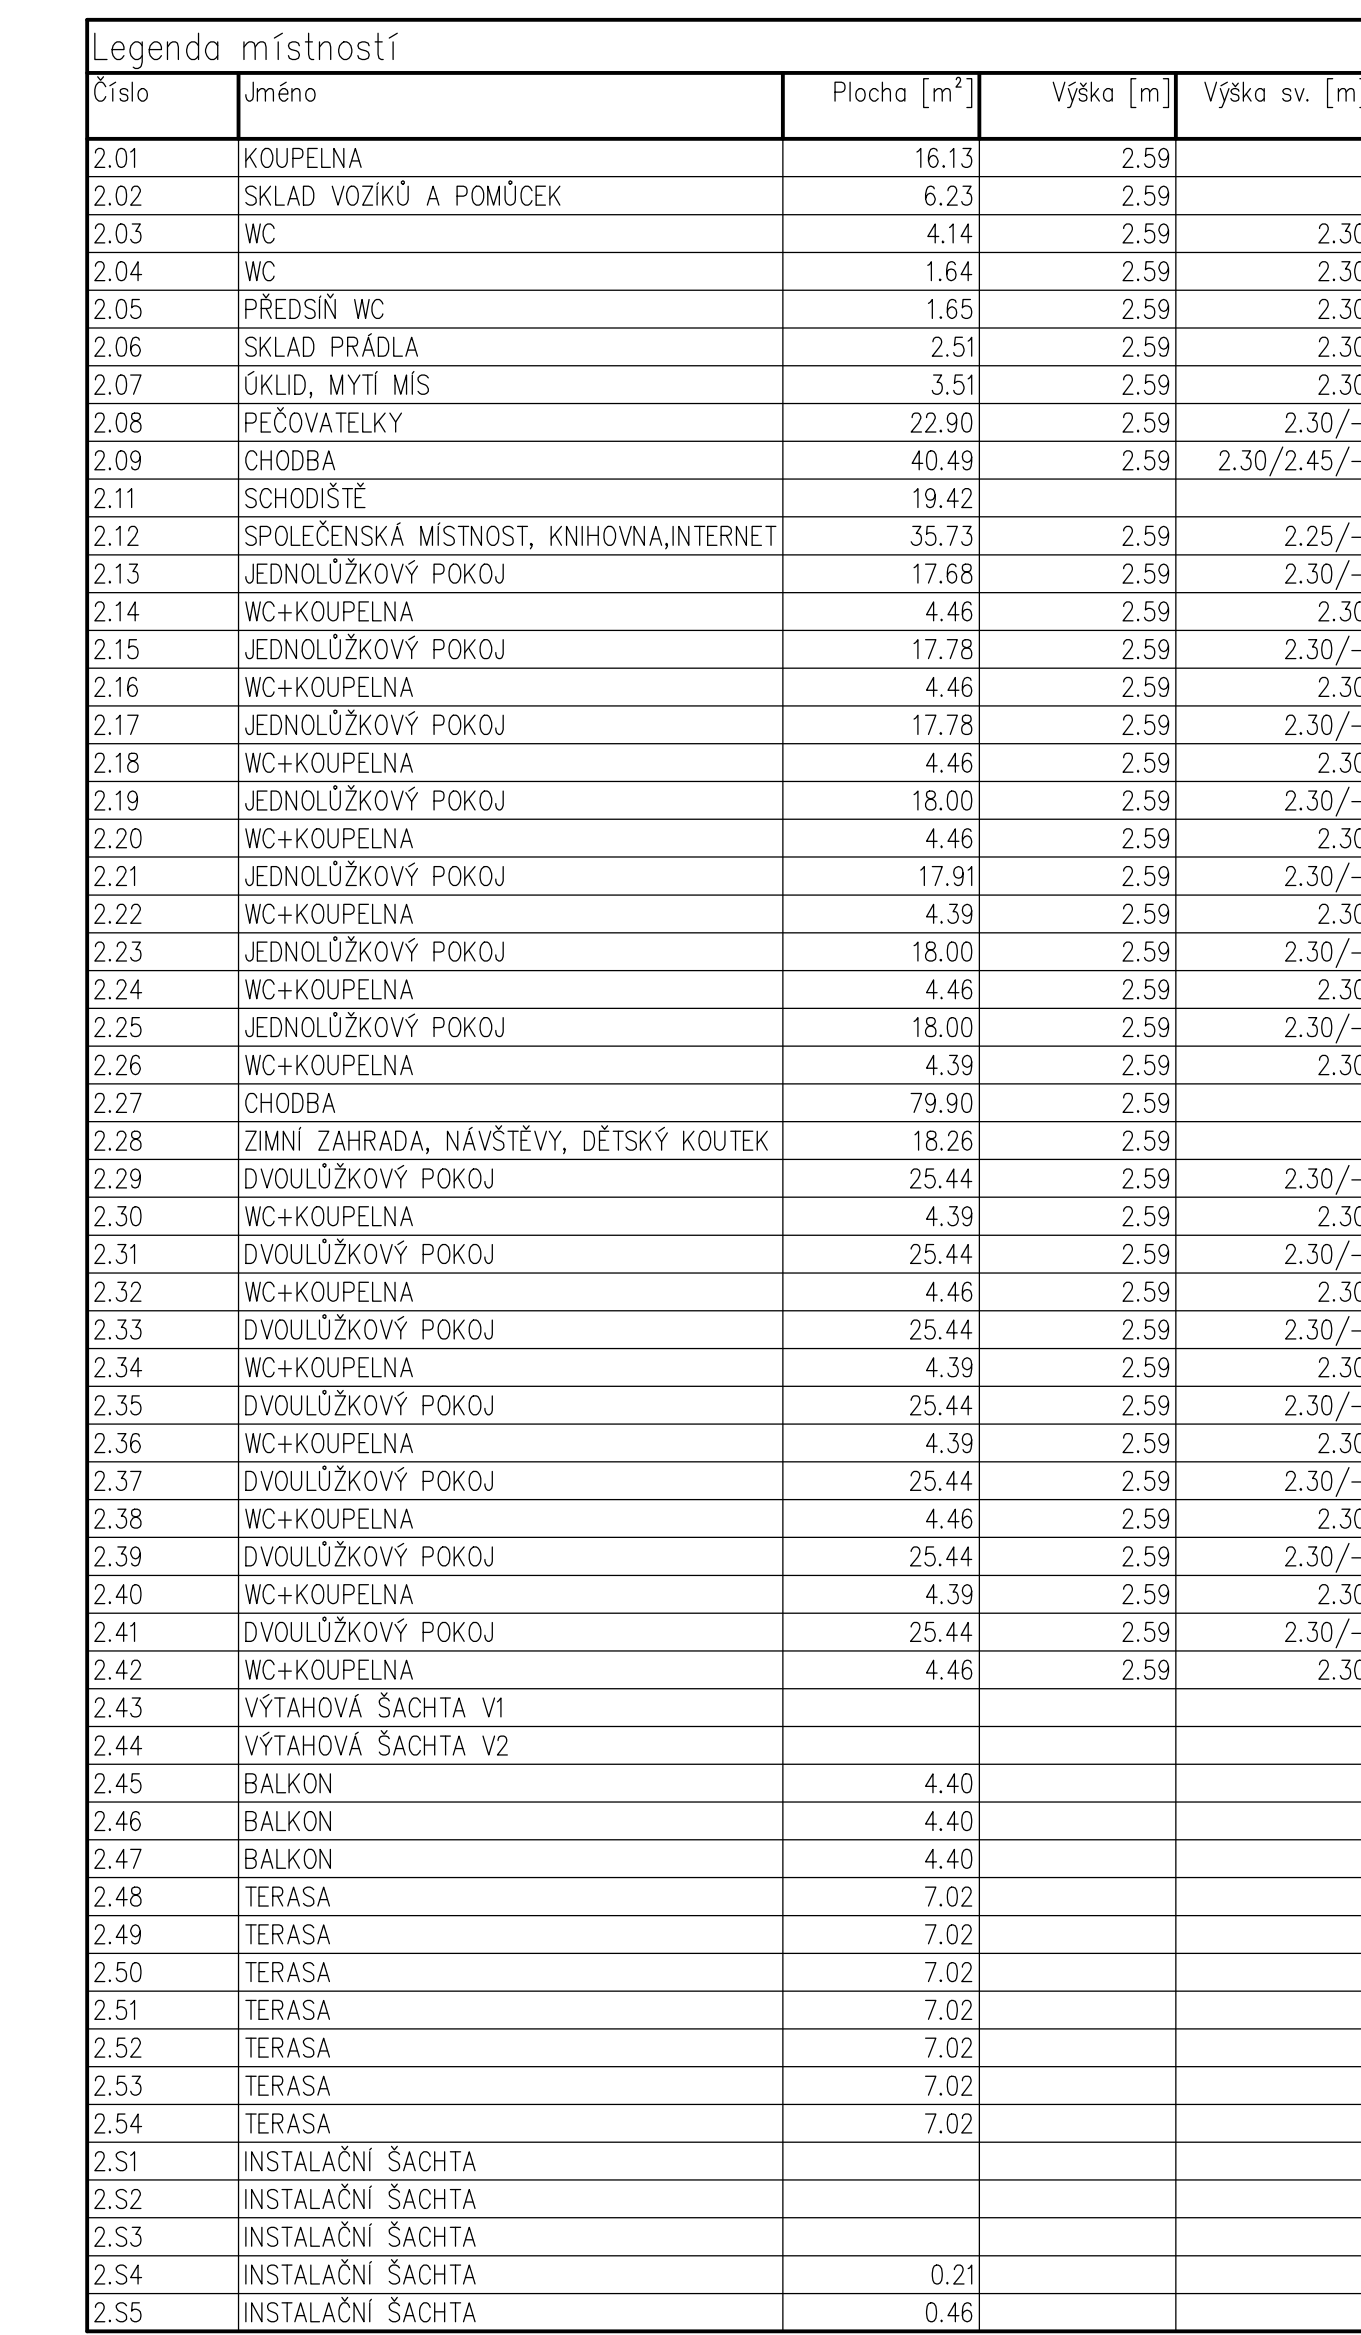 Legenda místností
Číslo Jméno Plocha [m²] Výška [m] Výška sv. [m]
2.01 KOUPELNA 16.13 2.59
2.02 SKLAD VOZÍKŮ A POMŮCEK 6.23 2.59
2.03 WC 4.14 2.59 2.30
2.04 WC 1.64 2.59 2.30
2.05 PŘEDSÍŇ WC 1.65 2.59 2.30
2.06 SKLAD PRÁDLA 2.51 2.59 2.30
2.07 ÚKLID, MYTÍ MÍS 3.51 2.59 2.30
2.08 PEČOVATELKY 22.90 2.59 2.30/-
2.09 CHODBA 40.49 2.59 2.30/2.45/-
2.11 SCHODIŠTĚ 19.42
2.12 SPOLEČENSKÁ MÍSTNOST, KNIHOVNA,INTERNET 35.73 2.59 2.25/-
2.13 JEDNOLŮŽKOVÝ POKOJ 17.68 2.59 2.30/-
2.14 WC+KOUPELNA 4.46 2.59 2.30
2.15 JEDNOLŮŽKOVÝ POKOJ 17.78 2.59 2.30/-
2.16 WC+KOUPELNA 4.46 2.59 2.30
2.17 JEDNOLŮŽKOVÝ POKOJ 17.78 2.59 2.30/-
2.18 WC+KOUPELNA 4.46 2.59 2.30
2.19 JEDNOLŮŽKOVÝ POKOJ 18.00 2.59 2.30/-
2.20 WC+KOUPELNA 4.46 2.59 2.30
2.21 JEDNOLŮŽKOVÝ POKOJ 17.91 2.59 2.30/-
2.22 WC+KOUPELNA 4.39 2.59 2.30
2.23 JEDNOLŮŽKOVÝ POKOJ 18.00 2.59 2.30/-
2.24 WC+KOUPELNA 4.46 2.59 2.30
2.25 JEDNOLŮŽKOVÝ POKOJ 18.00 2.59 2.30/-
2.26 WC+KOUPELNA 4.39 2.59 2.30
2.27 CHODBA 79.90 2.59
2.28 ZIMNÍ ZAHRADA, NÁVŠTĚVY, DĚTSKÝ KOUTEK 18.26 2.59
2.29 DVOULŮŽKOVÝ POKOJ 25.44 2.59 2.30/-
2.30 WC+KOUPELNA 4.39 2.59 2.30
2.31 DVOULŮŽKOVÝ POKOJ 25.44 2.59 2.30/-
2.32 WC+KOUPELNA 4.46 2.59 2.30
2.33 DVOULŮŽKOVÝ POKOJ 25.44 2.59 2.30/-
2.34 WC+KOUPELNA 4.39 2.59 2.30
2.35 DVOULŮŽKOVÝ POKOJ 25.44 2.59 2.30/-
2.36 WC+KOUPELNA 4.39 2.59 2.30
2.37 DVOULŮŽKOVÝ POKOJ 25.44 2.59 2.30/-
2.38 WC+KOUPELNA 4.46 2.59 2.30
2.39 DVOULŮŽKOVÝ POKOJ 25.44 2.59 2.30/-
2.40 WC+KOUPELNA 4.39 2.59 2.30
2.41 DVOULŮŽKOVÝ POKOJ 25.44 2.59 2.30/-
2.42 WC+KOUPELNA 4.46 2.59 2.30
2.43 VÝTAHOVÁ ŠACHTA V1
2.44 VÝTAHOVÁ ŠACHTA V2
2.45 BALKON 4.40
2.46 BALKON 4.40
2.47 BALKON 4.40
2.48 TERASA 7.02
2.49 TERASA 7.02
2.50 TERASA 7.02
2.51 TERASA 7.02
2.52 TERASA 7.02
2.53 TERASA 7.02
2.54 TERASA 7.02
2.S1 INSTALAČNÍ ŠACHTA
2.S2 INSTALAČNÍ ŠACHTA
2.S3 INSTALAČNÍ ŠACHTA
2.S4 INSTALAČNÍ ŠACHTA 0.21
2.S5 INSTALAČNÍ ŠACHTA 0.46